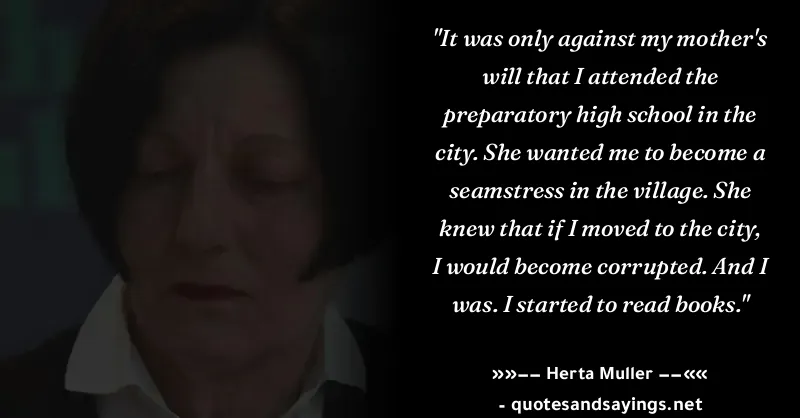 "It was only against my mother's
will that I attended the
preparatory high school in the
city. She wanted me to become a
seamstress in the village. She
knew that if I moved to the city,
I would become corrupted. And I
was. I started to read books."
»»−− Herta Muller −−««
- quotesandsayings.net